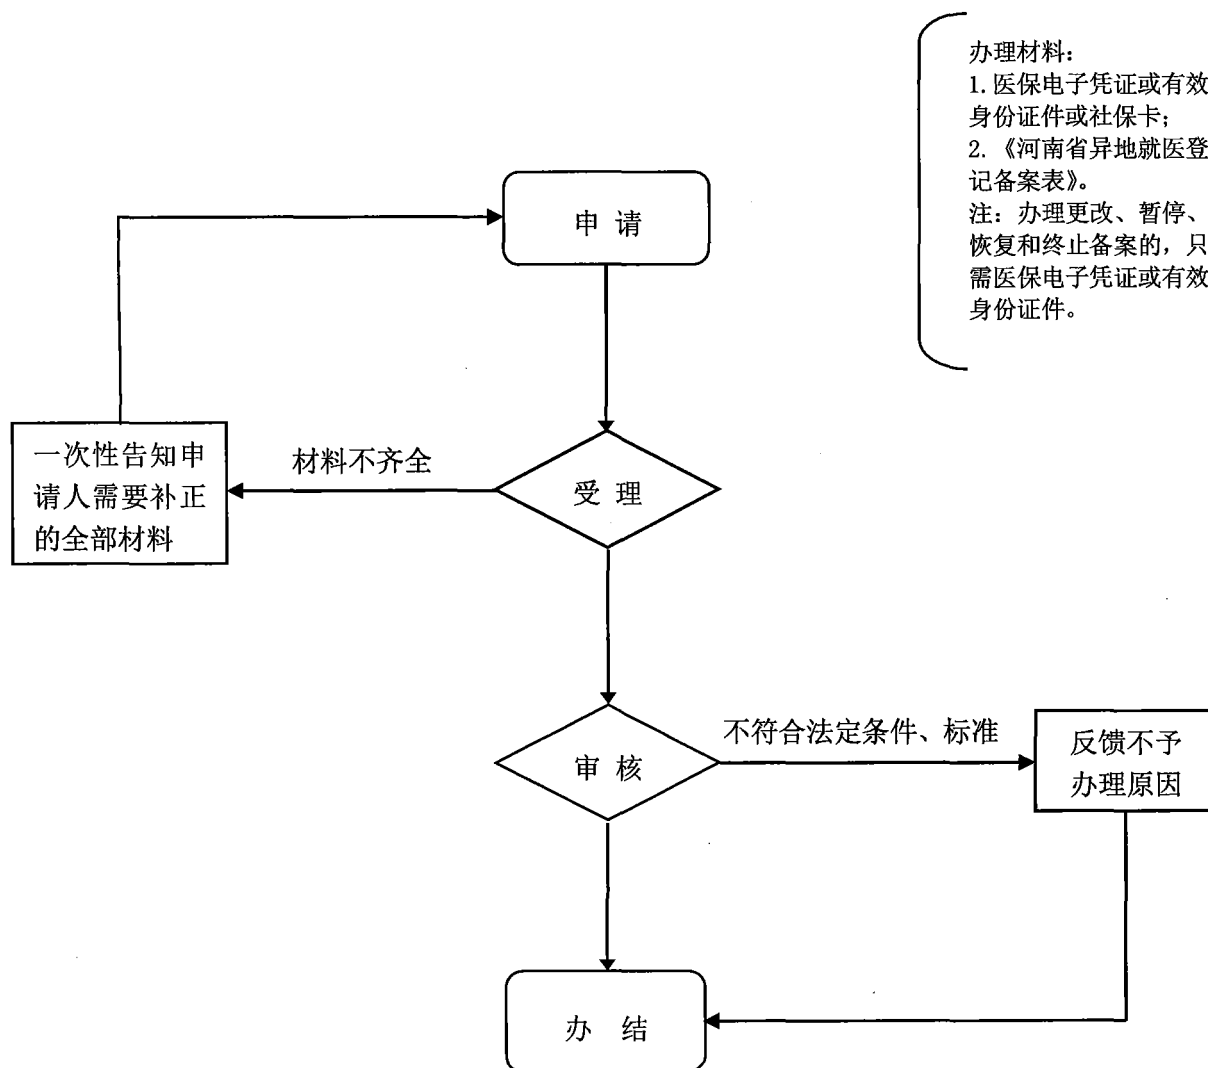 办理材料：
1. 医保电子凭证或有效
身份证件或社保卡；
2. 《河南省异地就医登
记备案表》。
注：办理更改、暂停、
恢复和终止备案的，只
需医保电子凭证或有效
身份证件。
申 请
一次性告知申
请人需要补正
的全部材料
材料不齐全
受 理
不符合法定条件、标准
审 核
反馈不予
办理原因
办 结